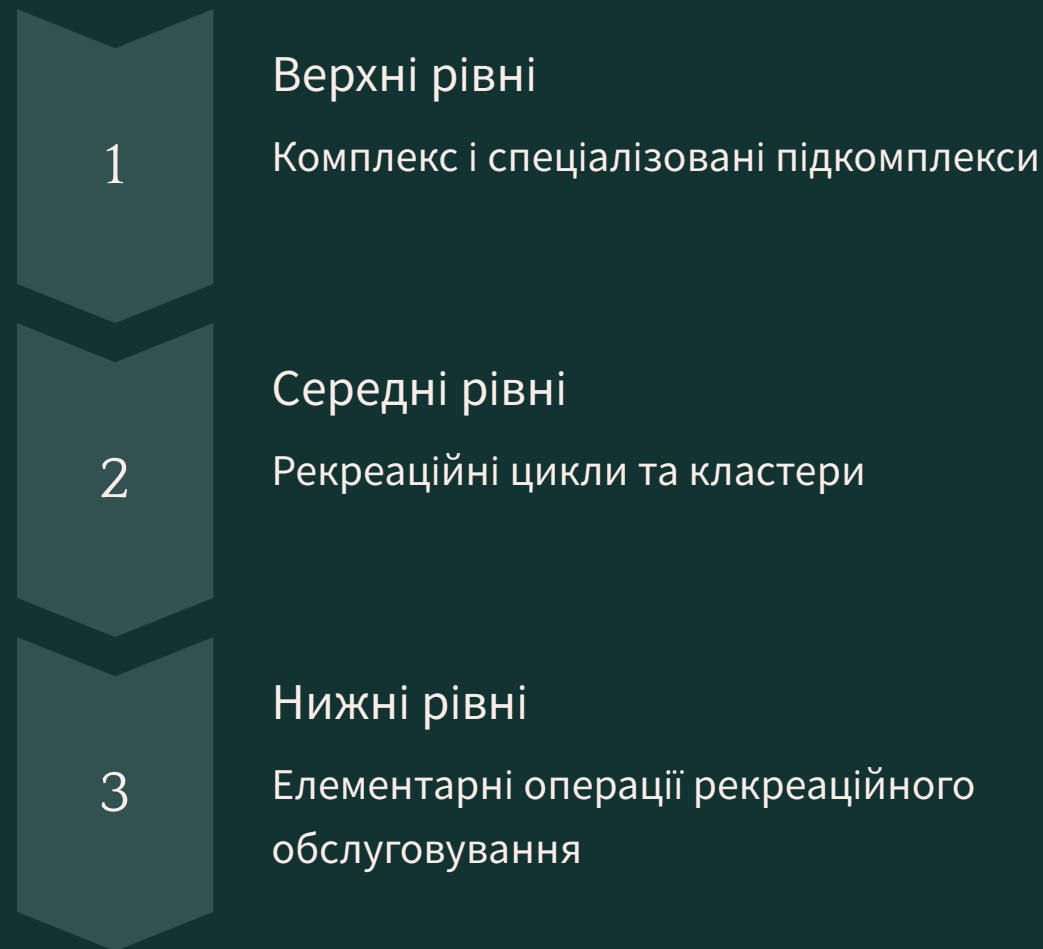 1
Верхні рівні
Комплекс і спеціалізовані підкомплекси
2
Середні рівні
Рекреаційні цикли та кластери
3
Нижні рівні
Елементарні операції рекреаційного
обслуговування